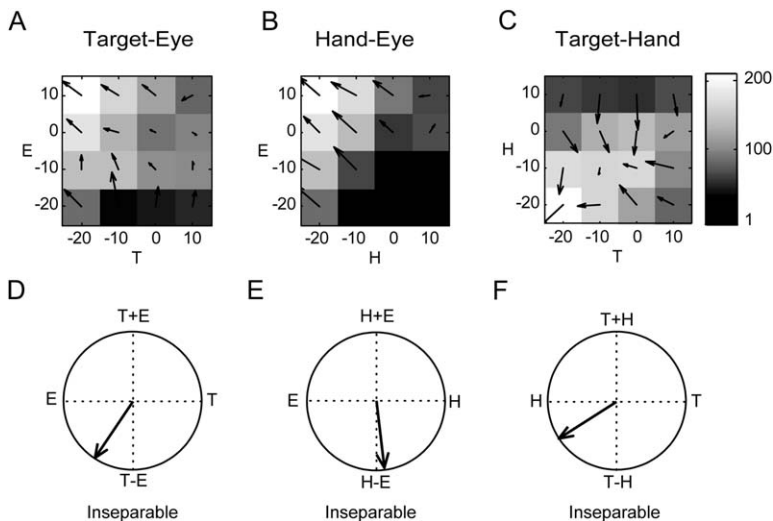 A Target-Eye
B Hand-Eye
C Target-Hand
E
10
0
-10
-20
-20 -10 0 10
T
E
10
0
-10
-20
-20 -10 0 10
H
H
10
0
-10
-20
-20 -10 0 10
T
200
100
1
D
T+E
E T
T-E
Inseparable
E
H+E
E H
H-E
Inseparable
F
T+H
H T
T-H
Inseparable